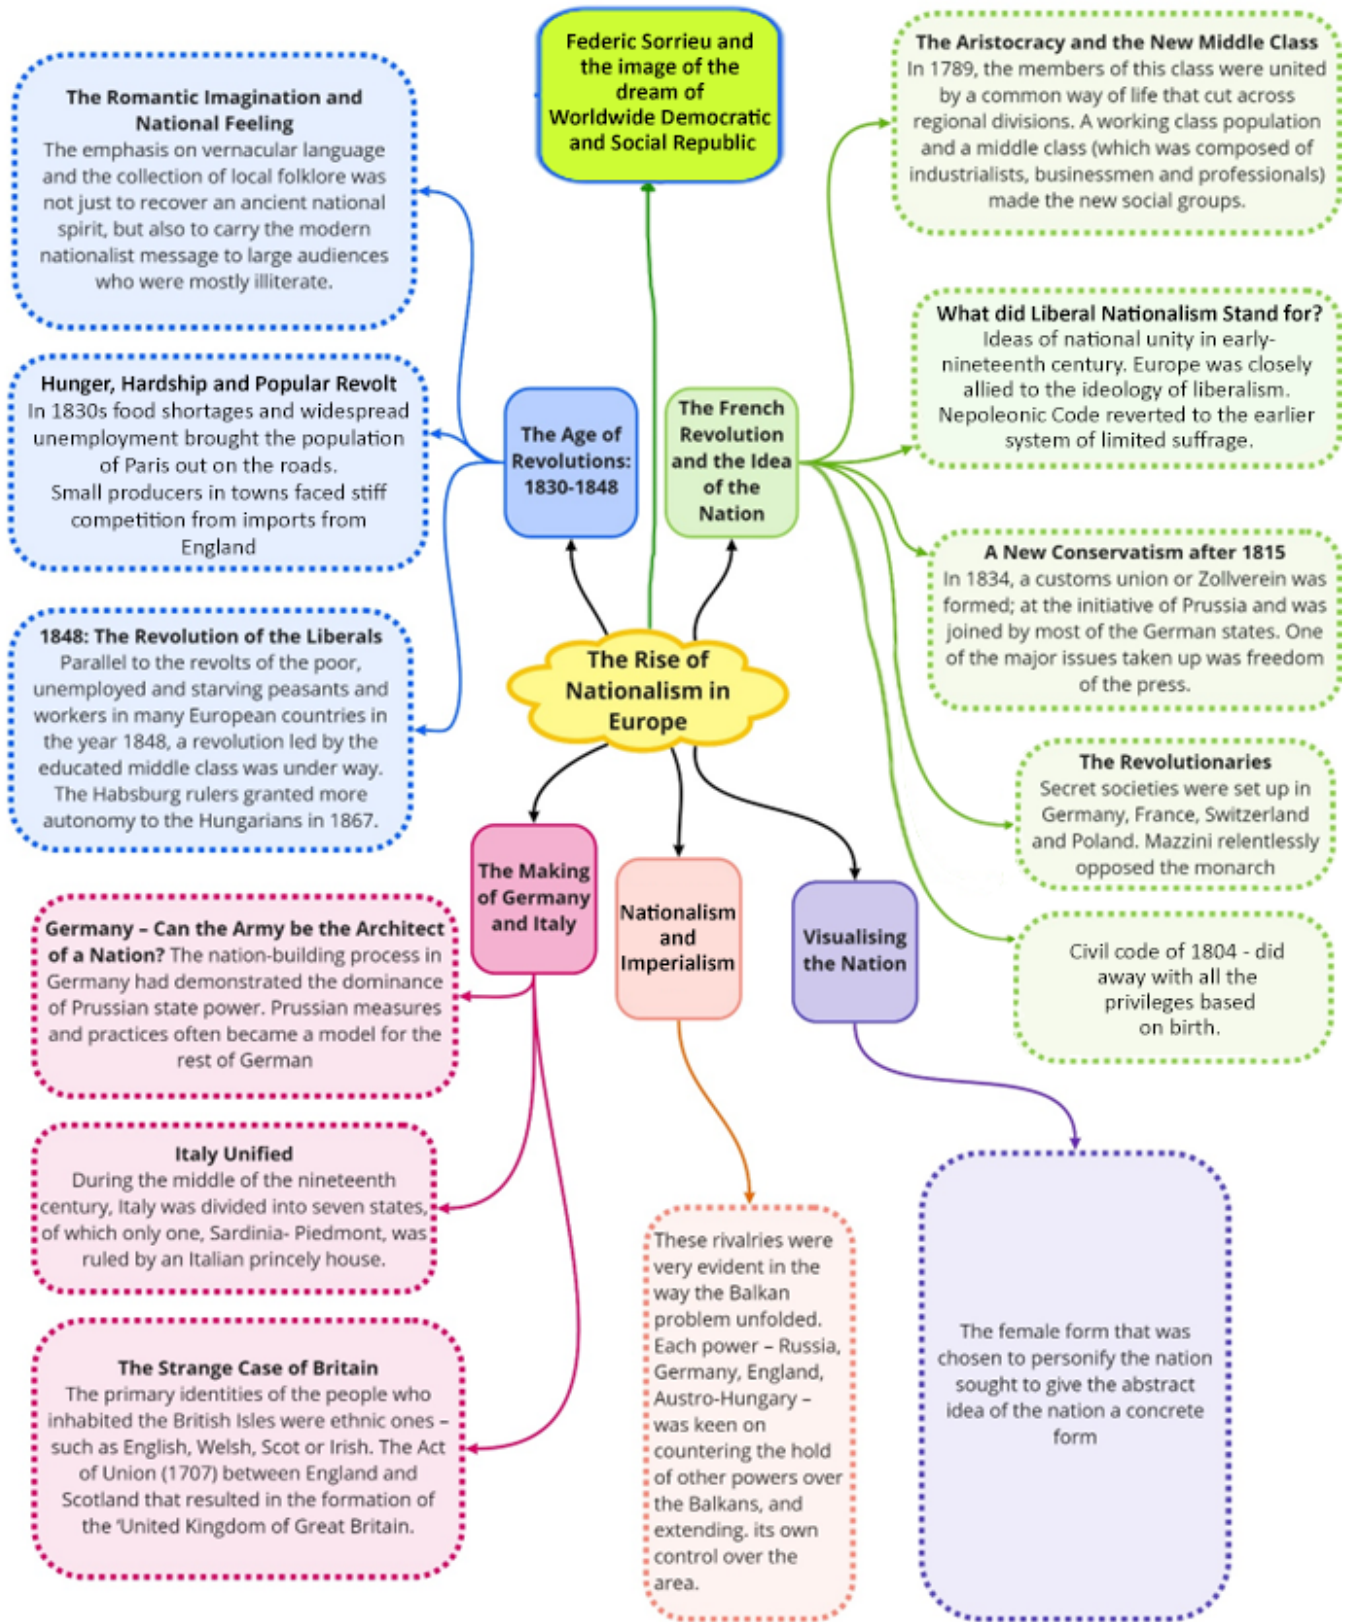 Federic Sorrieu and
the image of the
dream of
Worldwide Democratic
and Social Republic
The Romantic Imagination and
National Feeling
The emphasis on vernacular language
and the collection of local folklore was
not just to recover an ancient national
spirit, but also to carry the modern
nationalist message to large audiences
who were mostly illiterate.
Hunger, Hardship and Popular Revolt
In 1830s food shortages and widespread
unemployment brought the population
of Paris out on the roads.
Small producers in towns faced stiff
competition from imports from
England
1848: The Revolution of the Liberals
Parallel to the revolts of the poor,
unemployed and starving peasants and
workers in many European countries in
the year 1848, a revolution led by the
educated middle class was under way.
The Habsburg rulers granted more
autonomy to the Hungarians in 1867.
The Age of
Revolutions:
1830-1848
The French
Revolution
and the Idea
of the
Nation
The Aristocracy and the New Middle Class
In 1789, the members of this class were united
by a common way of life that cut across
regional divisions. A working class population
and a middle class (which was composed of
industrialists, businessmen and professionals)
made the new social groups.
What did Liberal Nationalism Stand for?
Ideas of national unity in early-
nineteenth century. Europe was closely
allied to the ideology of liberalism.
Nepoleonic Code reverted to the earlier
system of limited suffrage.
A New Conservatism after 1815
In 1834, a customs union or Zollverein was
formed; at the initiative of Prussia and was
joined by most of the German states. One
of the major issues taken up was freedom
of the press.
The Revolutionaries
Secret societies were set up in
Germany, France, Switzerland
and Poland. Mazzini relentlessly
opposed the monarch
Civil code of 1804 - did
away with all the
privileges based
on birth.
The Rise of
Nationalism in
Europe
The Making
of Germany
and Italy
Nationalism
and
Imperialism
Visualising
the Nation
Germany – Can the Army be the Architect
of a Nation? The nation-building process in
Germany had demonstrated the dominance
of Prussian state power. Prussian measures
and practices often became a model for the
rest of German
Italy Unified
During the middle of the nineteenth
century, Italy was divided into seven states,
of which only one, Sardinia- Piedmont, was
ruled by an Italian princely house.
The Strange Case of Britain
The primary identities of the people who
inhabited the British Isles were ethnic ones –
such as English, Welsh, Scot or Irish. The Act
of Union (1707) between England and
Scotland that resulted in the formation of
the ‘United Kingdom of Great Britain.
These rivalries were
very evident in the
way the Balkan
problem unfolded.
Each power – Russia,
Germany, England,
Austro-Hungary –
was keen on
countering the hold
of other powers over
the Balkans, and
extending. its own
control over the
area.
The female form that was
chosen to personify the nation
sought to give the abstract
idea of the nation a concrete
form